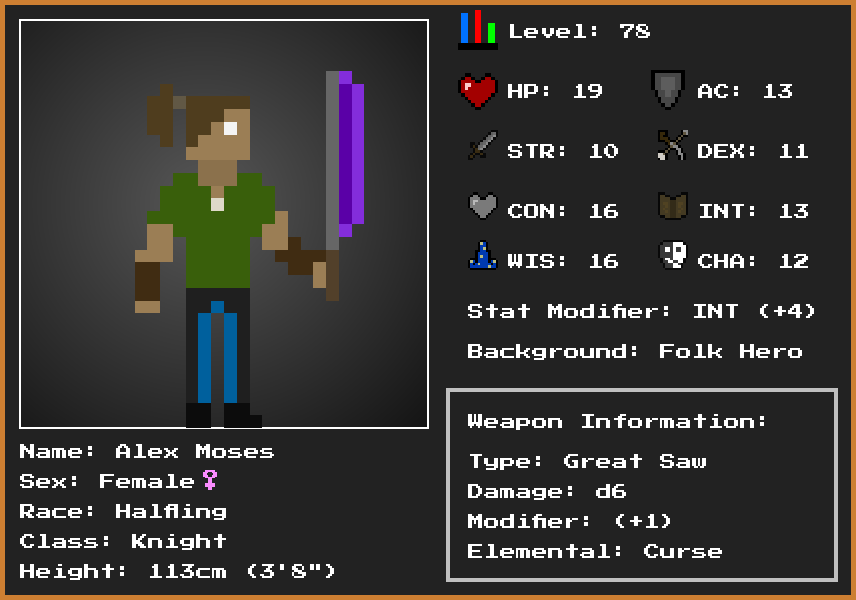 Level: 78
HP: 19 AC: 13
STR: 10 DEX: 11
CON: 16 INT: 13
WIS: 16 CHA: 12
Stat Modifier: INT (+4)
Background: Folk Hero
Weapon Information:
Type: Great Saw
Damage: d6
Modifier: (+1)
Elemental: Curse
Name: Alex Moses
Sex: Female♀
Race: Halfling
Class: Knight
Height: 113cm (3'8")